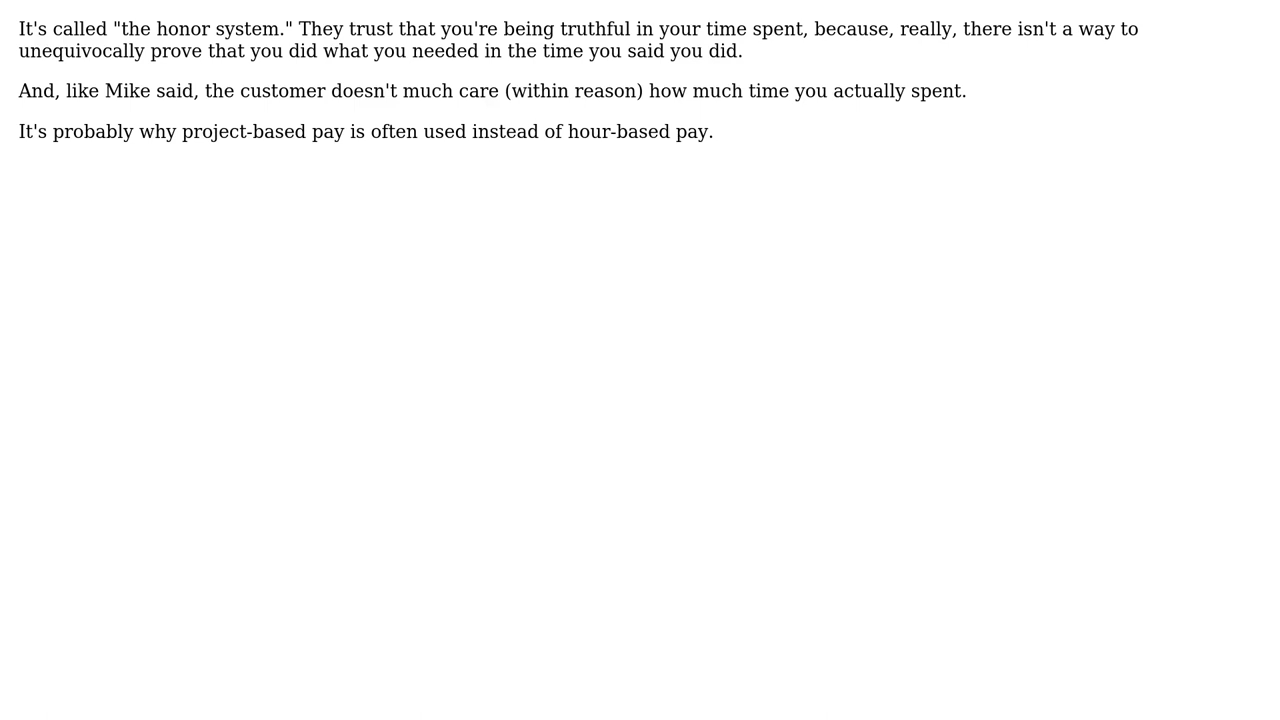 It's called "the honor system." They trust that you're being truthful in your time spent, because, really, there isn't a way to
unequivocally prove that you did what you needed in the time you said you did.
And, like Mike said, the customer doesn't much care (within reason) how much time you actually spent.
It's probably why project-based pay is often used instead of hour-based pay.